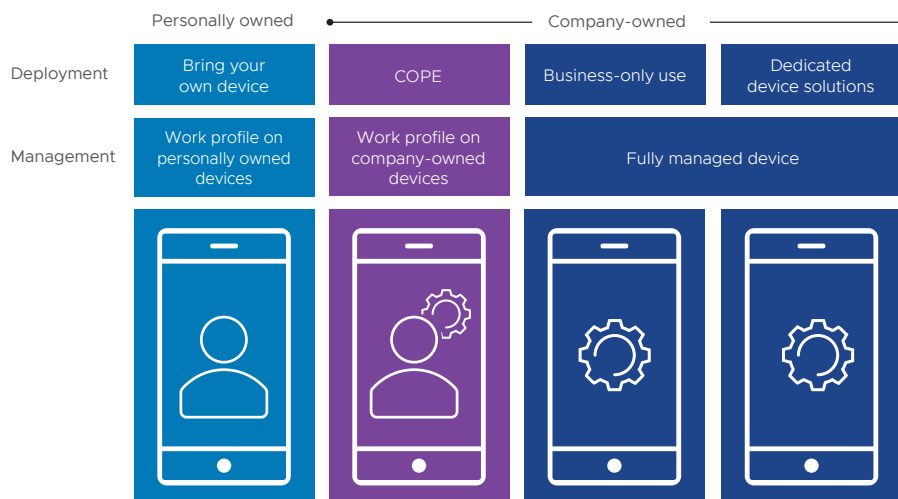 Personally owned
Company-owned
Deployment
Bring your
own device
COPE
Business-only use
Dedicated
device solutions
Management
Work profile on
personally owned
devices
Work profile on
company-owned
devices
Fully managed device